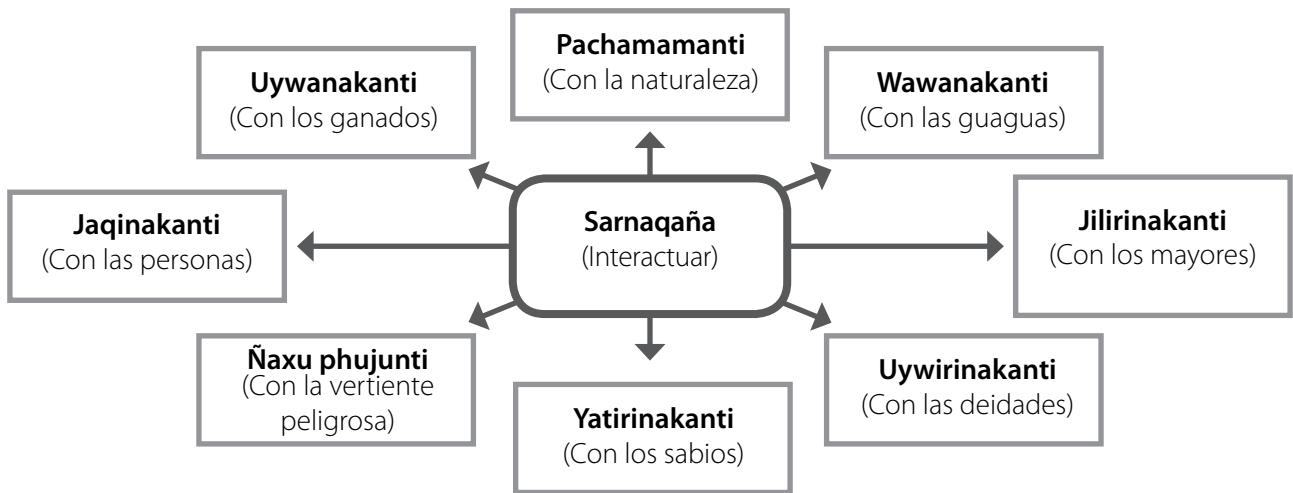 Pachamamanti
(Con la naturaleza)
Uywanakanti
(Con los ganados)
Wawanakanti
(Con las guaguas)
Jaqinakanti
(Con las personas)
Sarnaqaña
(Interactuar)
Jilirinakanti
(Con los mayores)
Ñaxu phujunti
(Con la vertiente
peligrosa)
Yatirinakanti
(Con los sabios)
Uywirinakanti
(Con las deidades)